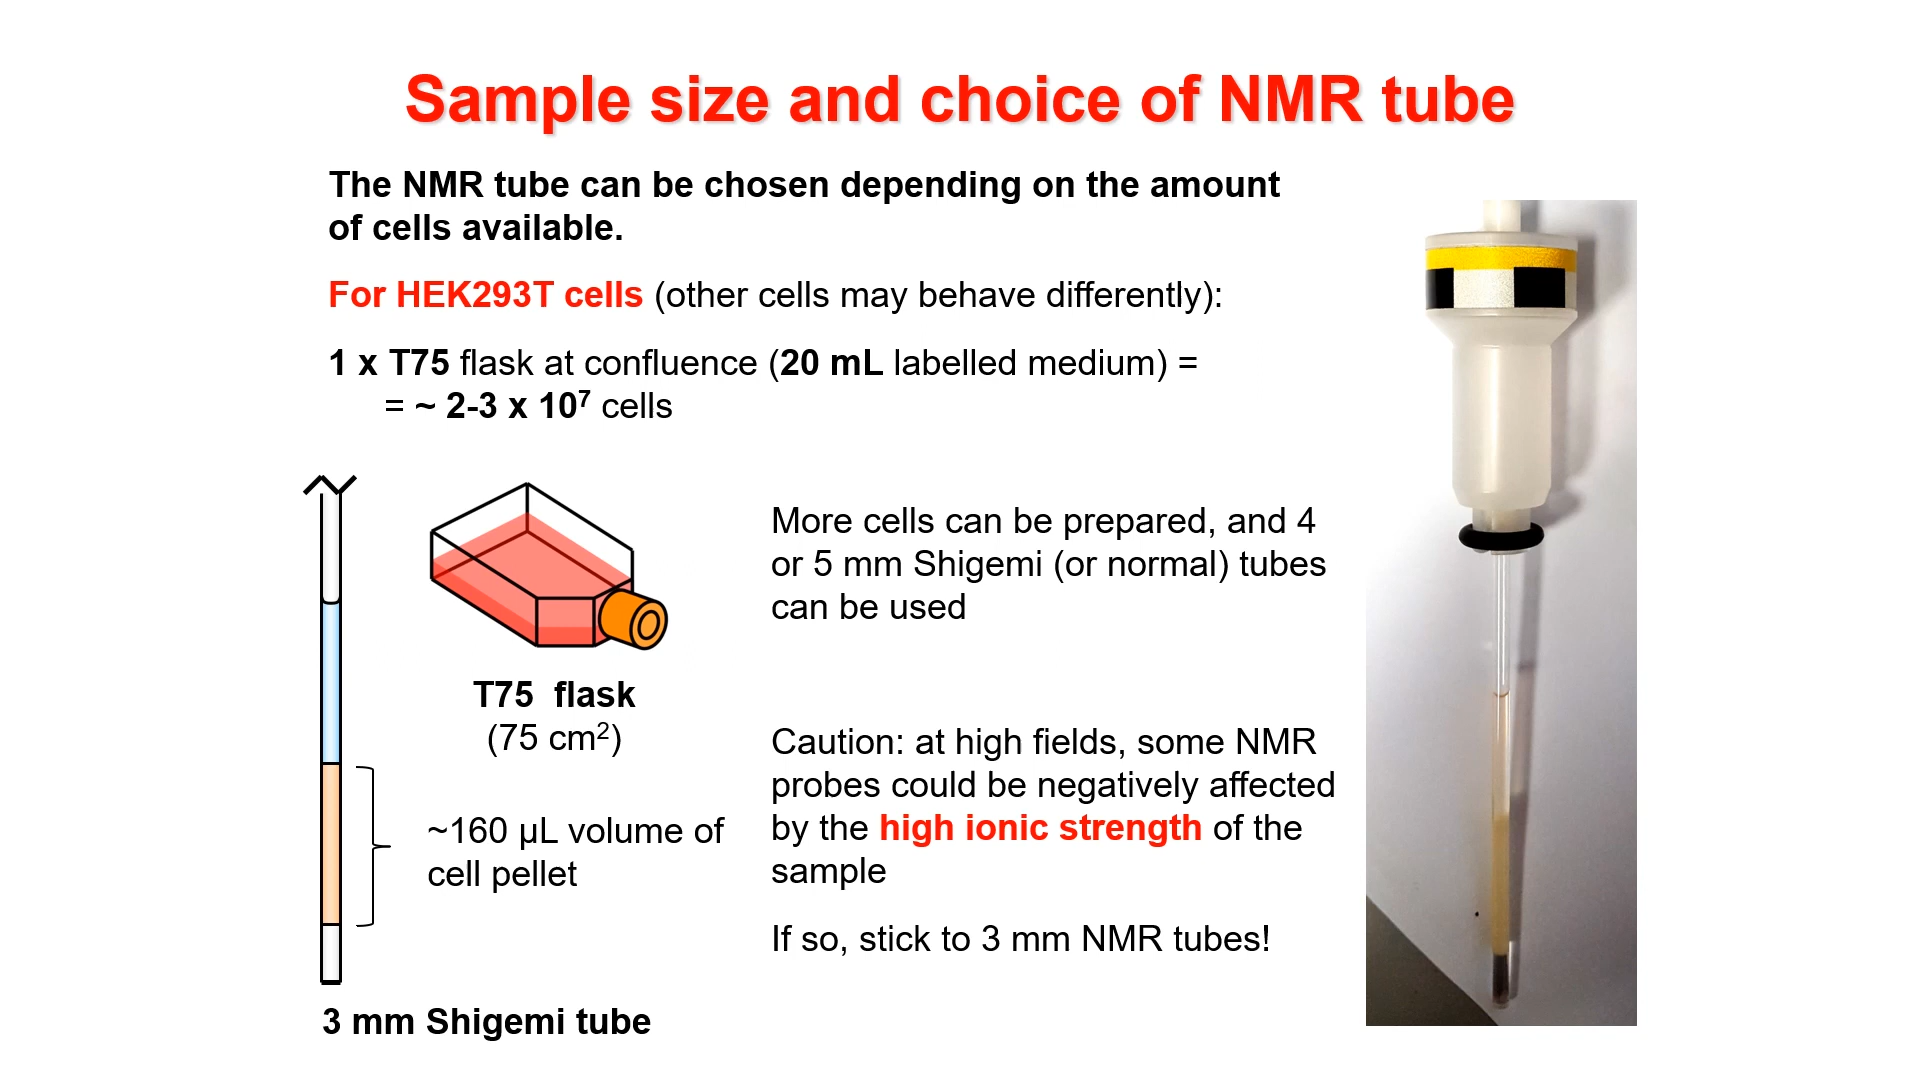 Sample size and choice of NMR tube
The NMR tube can be chosen depending on the amount
of cells available.
For HEK293T cells (other cells may behave differently):
1 x T75 flask at confluence (20 mL labelled medium) =
= ~ 2-3 x 10⁷ cells
More cells can be prepared, and 4
or 5 mm Shigemi (or normal) tubes
can be used
T75 flask
(75 cm²)
Caution: at high fields, some NMR
probes could be negatively affected
by the high ionic strength of the
sample
~160 µL volume of
cell pellet
If so, stick to 3 mm NMR tubes!
3 mm Shigemi tube